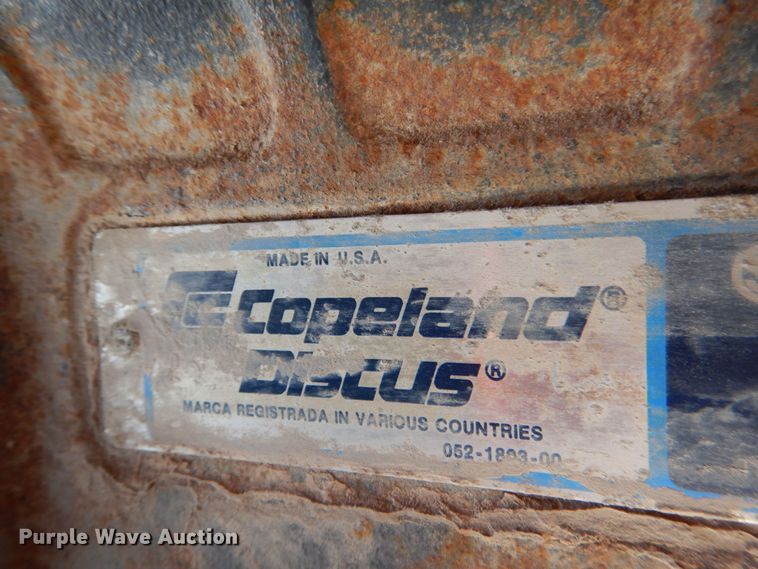 MADE IN U.S.A.
Copeland®
Discus®
MARCA REGISTRADA IN VARIOUS COUNTRIES
052-1893-00
Purple Wave Auction